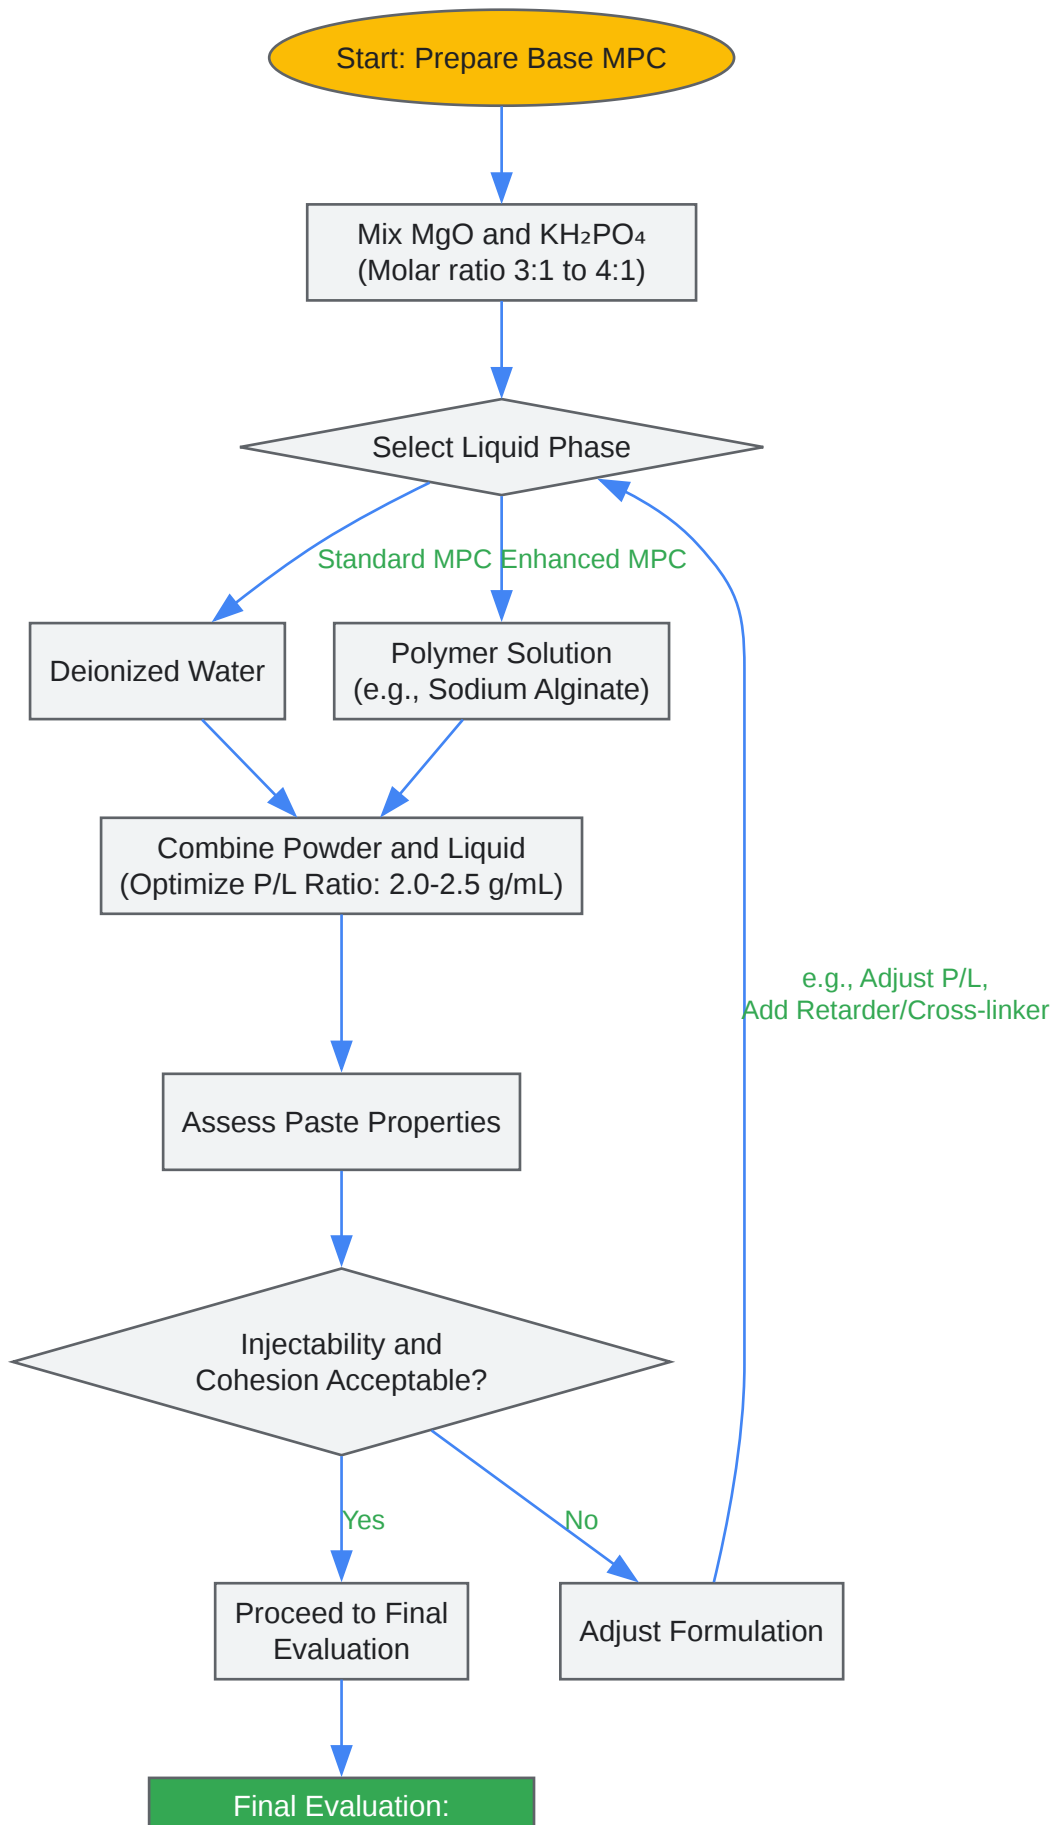 Start: Prepare Base MPC
Mix MgO and KH₂PO₄
(Molar ratio 3:1 to 4:1)
Select Liquid Phase
Standard MPC
Enhanced MPC
Deionized Water
Polymer Solution
(e.g., Sodium Alginate)
Combine Powder and Liquid
(Optimize P/L Ratio: 2.0-2.5 g/mL)
e.g., Adjust P/L,
Add Retarder/Cross-linker
Assess Paste Properties
Injectability and
Cohesion Acceptable?
Yes
No
Proceed to Final
Evaluation
Adjust Formulation
Final Evaluation: